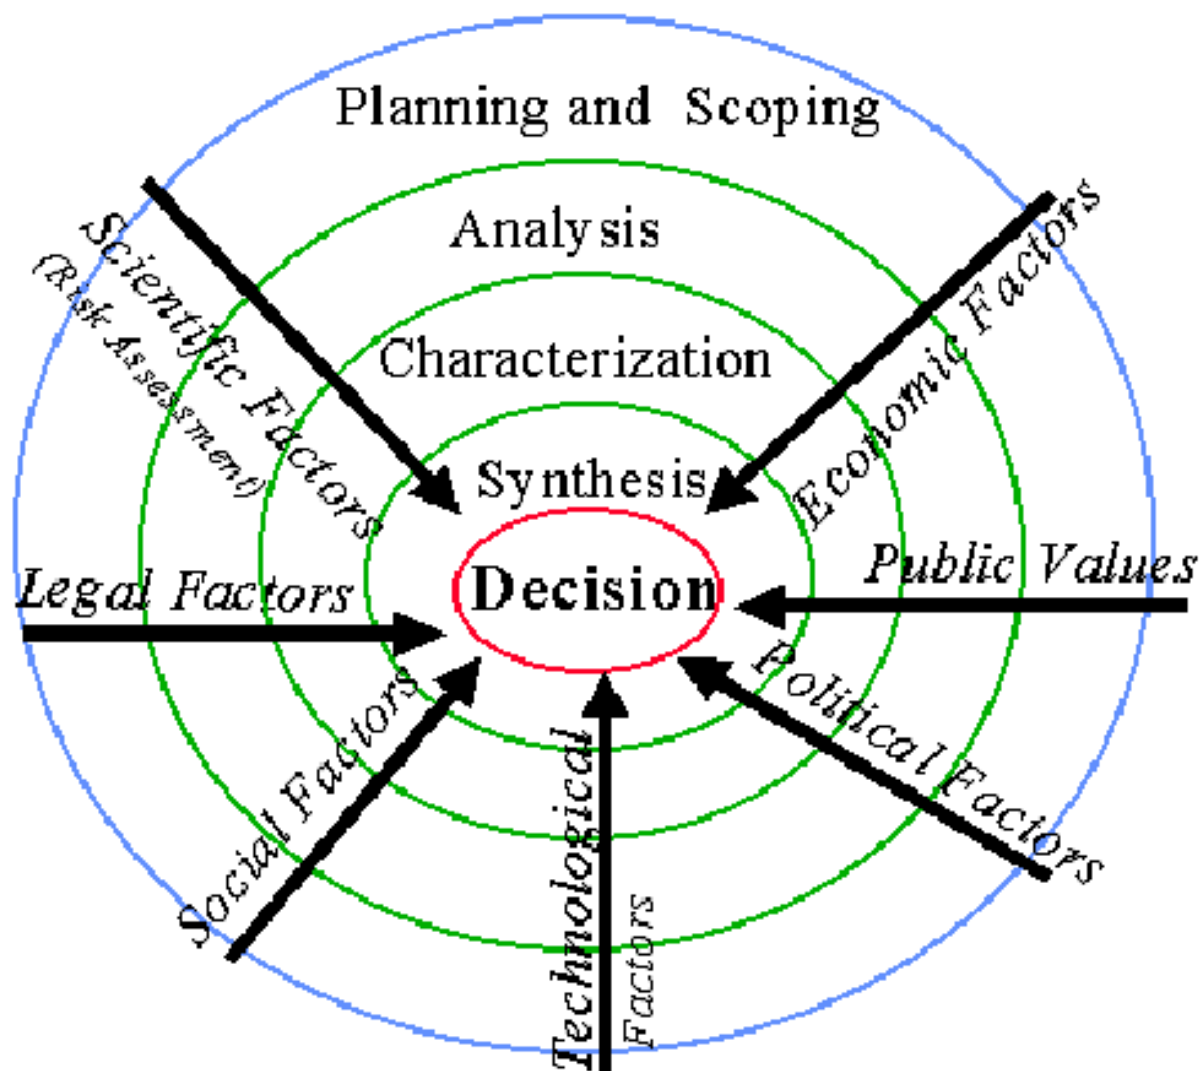 Planning and Scoping
Analysis
Characterization
Synthesis
Decision
Scientific Factors
(Risk Assessment)
Economic Factors
Legal Factors
Public Values
Social Factors
Technological
Factors
Political Factors